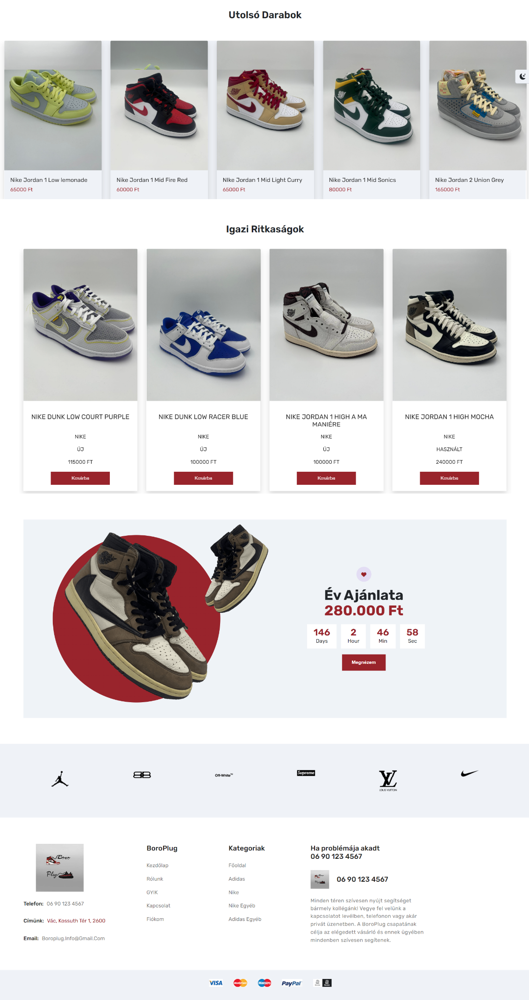 Utolsó Darabok
Nike Jordan 1 Low lemonade
65000 Ft
Nike Jordan 1 Mid Fire Red
60000 Ft
NIke Jordan 1 Mid Light Curry
65000 Ft
Nike Jordan 1 Mid Sonics
80000 Ft
Nike Jordan 2 Union Grey
165000 Ft
Igazi Ritkaságok
NIKE DUNK LOW COURT PURPLE
NIKE
ÚJ
115000 FT
Kosárba
NIKE DUNK LOW RACER BLUE
NIKE
ÚJ
100000 FT
Kosárba
NIKE JORDAN 1 HIGH A MA
MANIÉRE
NIKE
ÚJ
100000 FT
Kosárba
NIKE JORDAN 1 HIGH MOCHA
NIKE
HASZNÁLT
240000 FT
Kosárba
Év Ajánlata
280.000 Ft
146 2 46 58
Days Hour Min Sec
Megnézem
Off-White™
Supreme
LOUIS VUITTON
Boro
Plug
Telefon: 06 90 123 4567
Címünk: Vác, Kossuth Tér 1, 2600
Email: Boroplug.Info@Gmail.Com
BoroPlug
Kezdőlap
Rólunk
GYIK
Kapcsolat
Fiókom
Kategoriak
Főoldal
Adidas
Nike
Nike Egyéb
Adidas Egyéb
Ha problémája akadt
06 90 123 4567
06 90 123 4567
Minden téren szívesen nyújt segítséget
bármely kollégánk! Vegye fel velünk a
kapcsolatot levélben, telefonon vagy akár
privát üzenetben. A BoroPlug csapatának
célja az elégedett vásárló és ennek ügyében
mindenben szívesen segítenek.
VISA MasterCard Maestro PayPal